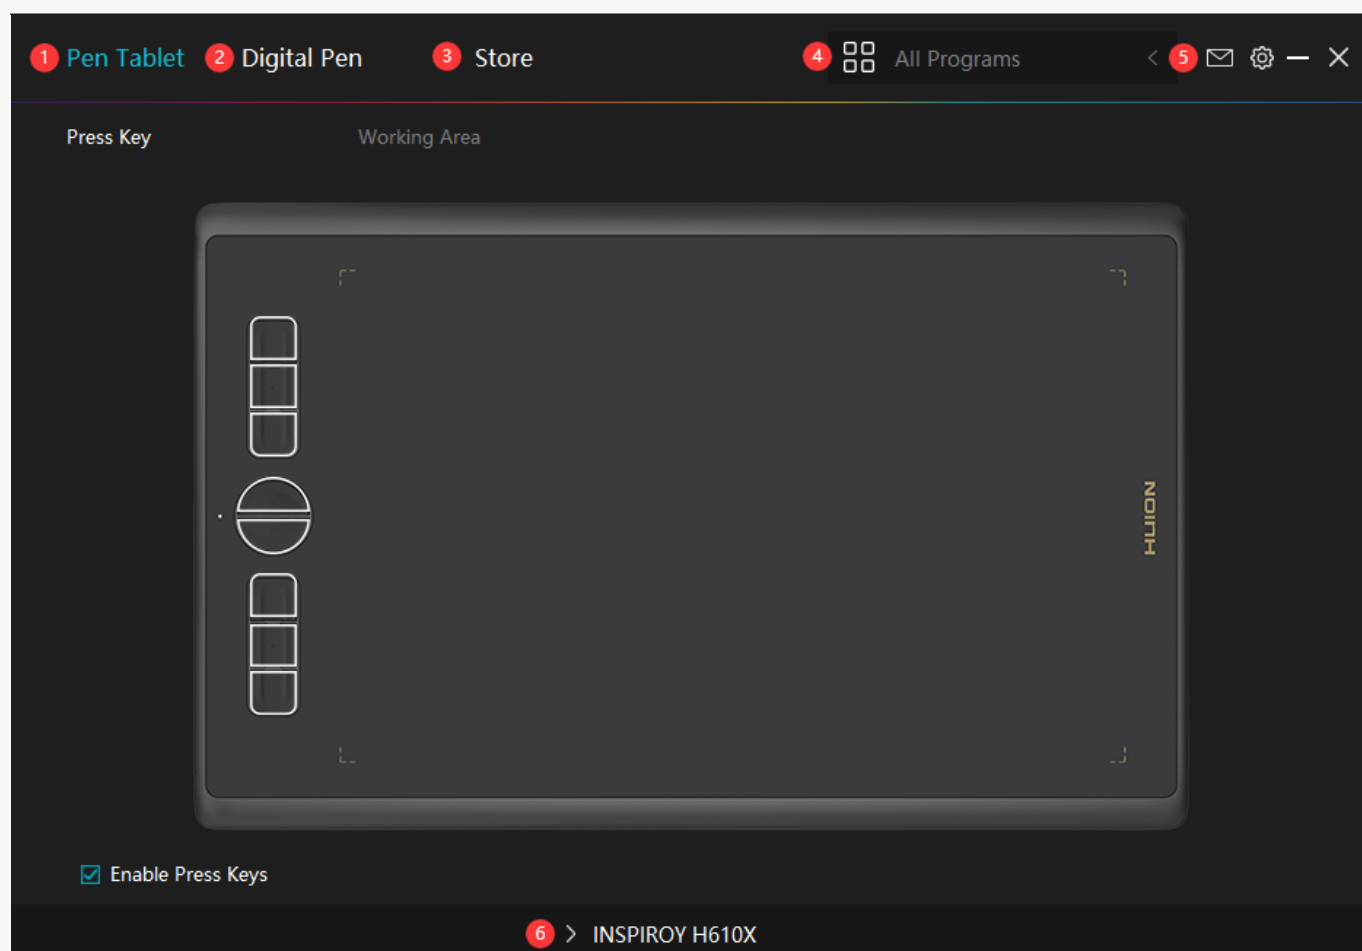 1 Pen Tablet 2 Digital Pen 3 Store 4 All Programs 5
Press Key Working Area
HUION
Enable Press Keys
6 INSPIROY H610X